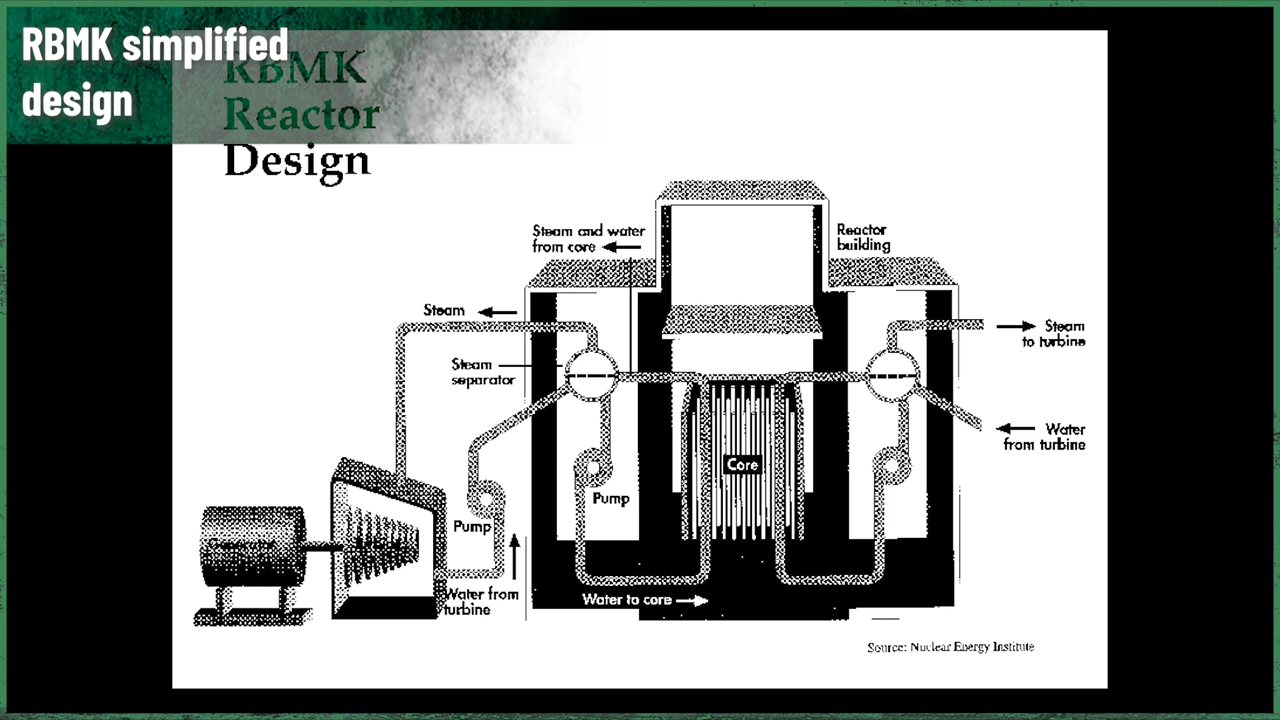 RBMK simplified
design
RBMK
Reactor
Design
Steam and water
from core
Reactor
building
Steam
Steam
to turbine
Steam
separator
Water
from turbine
Core
Pump
Pump
Water from
turbine
Water to core
Source: Nuclear Energy Institute